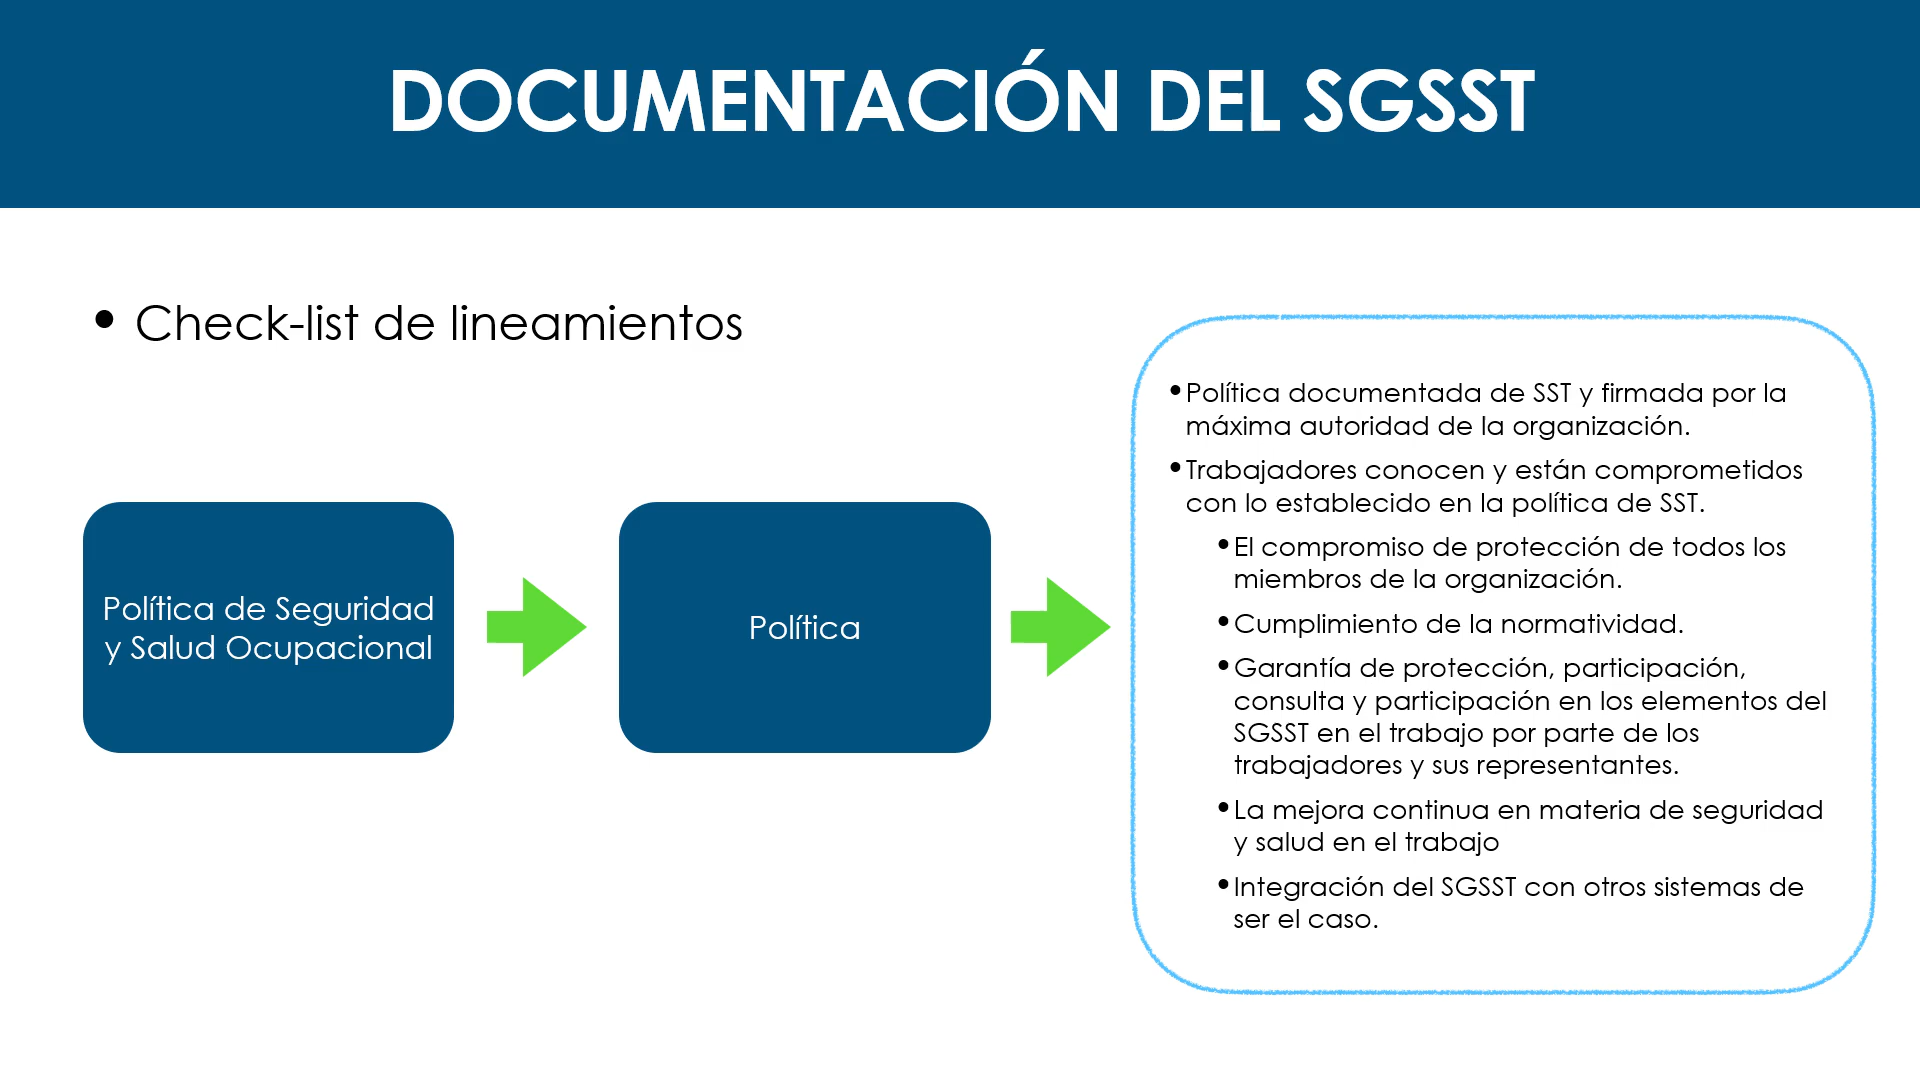 DOCUMENTACIÓN DEL SGSST
• Check-list de lineamientos
Política de Seguridad
y Salud Ocupacional
Política
•Política documentada de SST y firmada por la
máxima autoridad de la organización.
•Trabajadores conocen y están comprometidos
con lo establecido en la política de SST.
•El compromiso de protección de todos los
miembros de la organización.
•Cumplimiento de la normatividad.
•Garantía de protección, participación,
consulta y participación en los elementos del
SGSST en el trabajo por parte de los
trabajadores y sus representantes.
•La mejora continua en materia de seguridad
y salud en el trabajo
•Integración del SGSST con otros sistemas de
ser el caso.